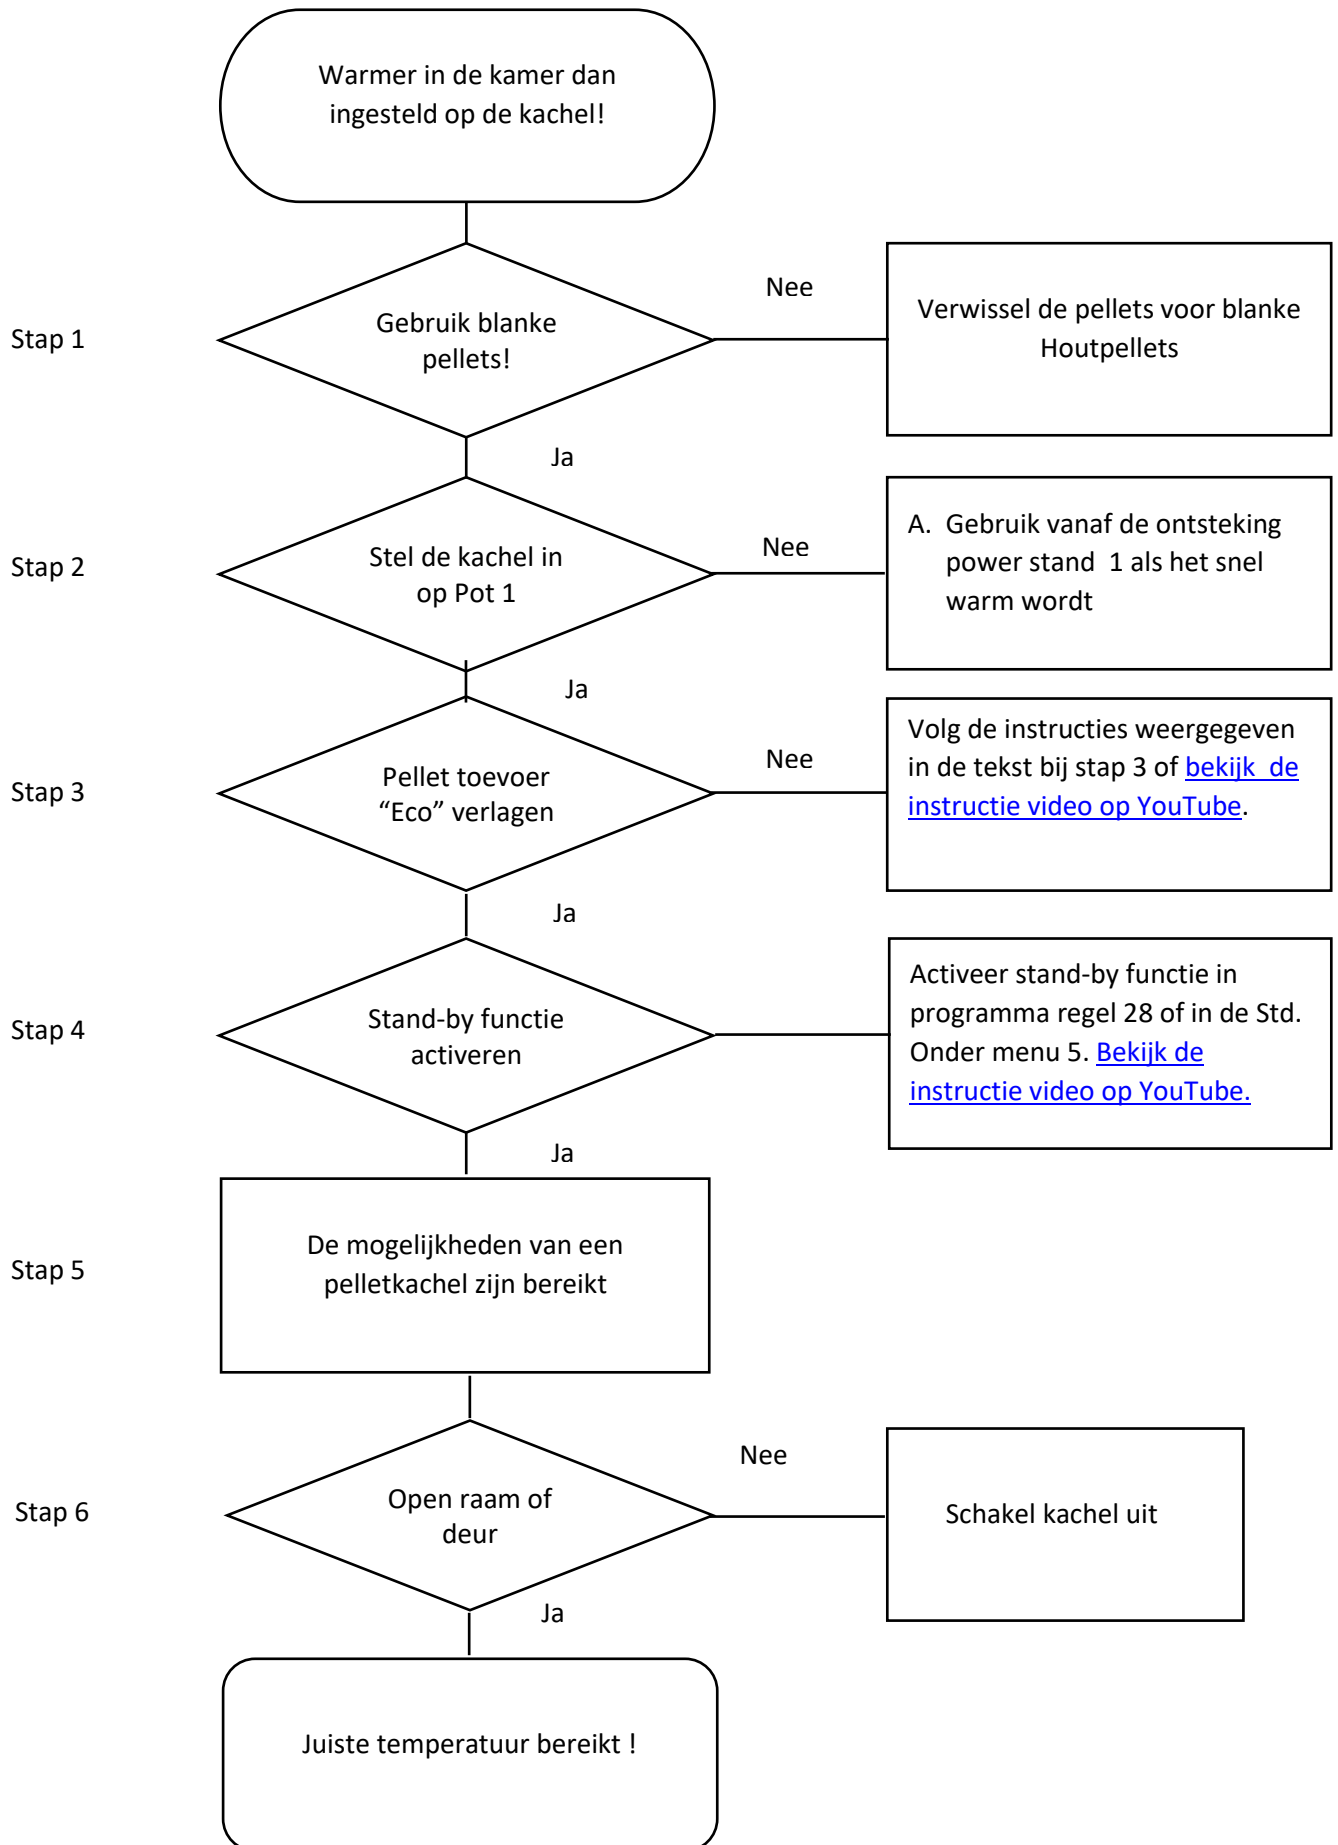 Warmer in de kamer dan
ingesteld op de kachel!
Stap 1
Gebruik blanke
pellets!
Nee
Verwissel de pellets voor blanke
Houtpellets
Ja
Stap 2
Stel de kachel in
op Pot 1
Nee
A. Gebruik vanaf de ontsteking
power stand 1 als het snel
warm wordt
Ja
Stap 3
Pellet toevoer
“Eco” verlagen
Nee
Volg de instructies weergegeven
in de tekst bij stap 3 of bekijk de
instructie video op YouTube.
Ja
Stap 4
Stand-by functie
activeren
Activeer stand-by functie in
programma regel 28 of in de Std.
Onder menu 5. Bekijk de
instructie video op YouTube.
Ja
Stap 5
De mogelijkheden van een
pelletkachel zijn bereikt
Stap 6
Open raam of
deur
Nee
Schakel kachel uit
Ja
Juiste temperatuur bereikt !